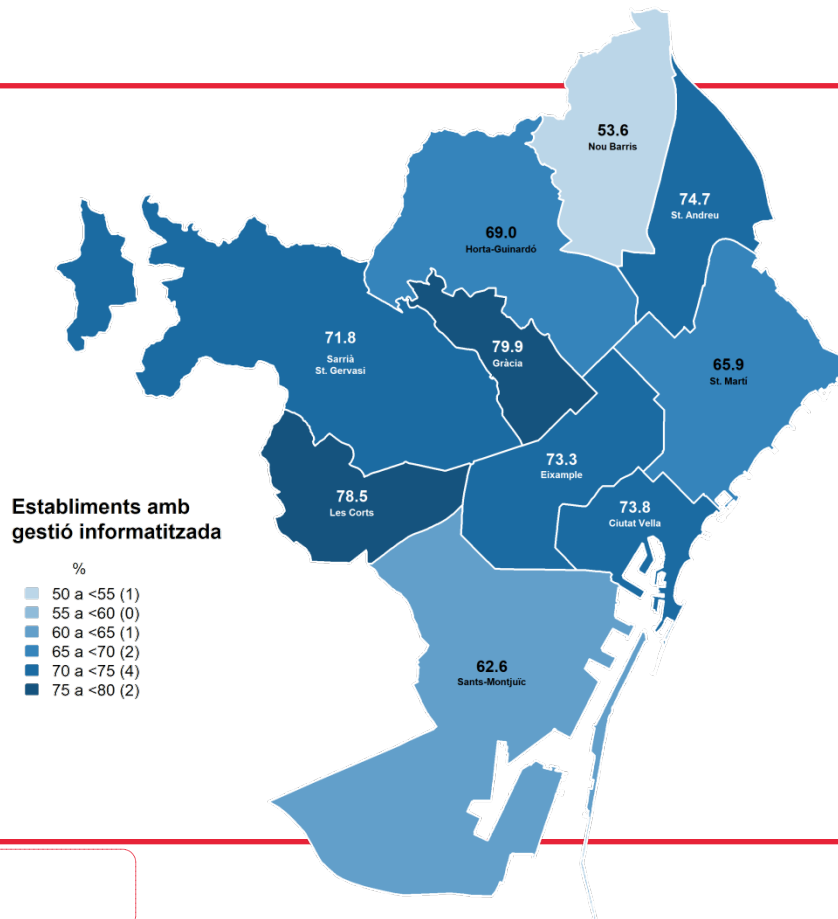 53.6
Nou Barris
74.7
St. Andreu
69.0
Horta-Guinardó
71.8
Sarrià
St. Gervasi
79.9
Gràcia
65.9
St. Martí
73.3
Eixample
78.5
Les Corts
73.8
Ciutat Vella
62.6
Sants-Montjuïc
Establiments amb
gestió informatitzada
%
50 a <55 (1)
55 a <60 (0)
60 a <65 (1)
65 a <70 (2)
70 a <75 (4)
75 a <80 (2)